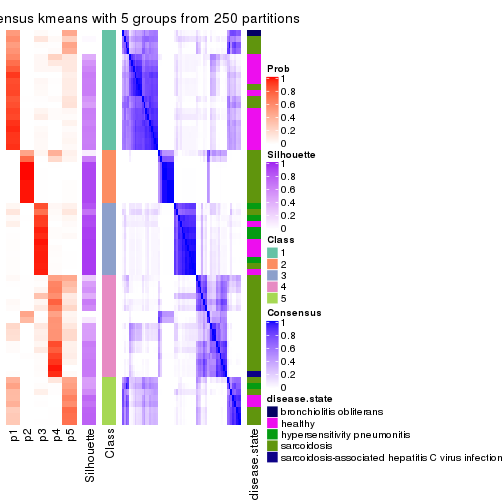 ensus kmeans with 5 groups from 250 partitions
Prob
1
0.8
0.6
0.4
0.2
0
Silhouette
1
0.8
0.6
0.4
0.2
0
Class
1
2
3
4
5
Consensus
1
0.8
0.6
0.4
0.2
0
disease.state
bronchiolitis obliterans
healthy
hypersensitivity pneumonitis
sarcoidosis
sarcoidosis-associated hepatitis C virus infection
p1
p2
p3
p4
p5
Silhouette
Class
disease.state